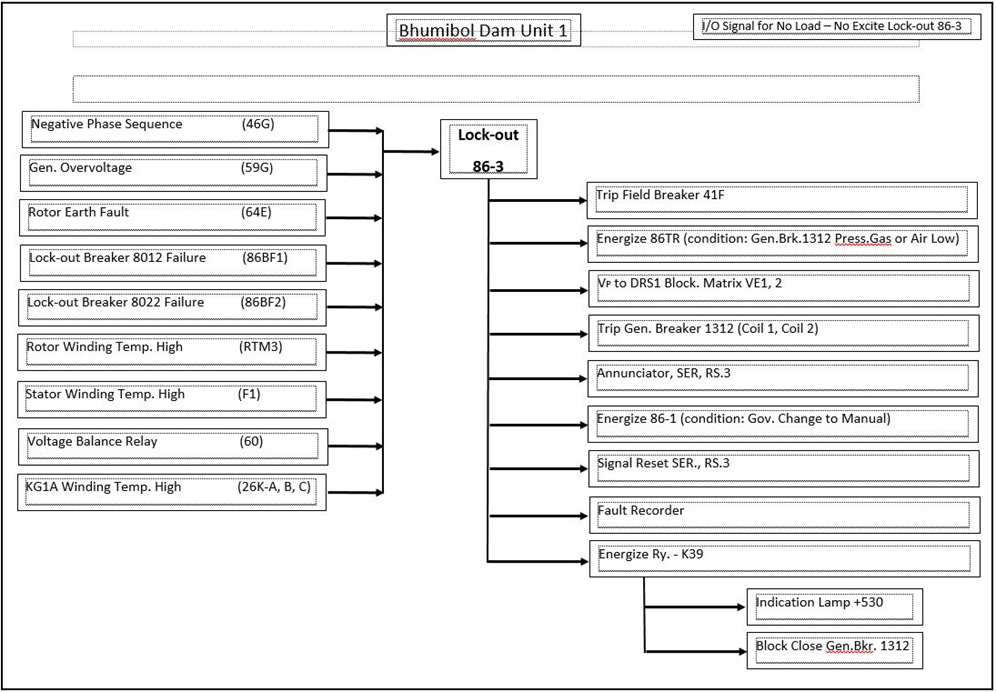 Bhumibol Dam Unit 1
I/O Signal for No Load – No Excite Lock-out 86-3
Negative Phase Sequence (46G)
Gen. Overvoltage (59G)
Rotor Earth Fault (64E)
Lock-out Breaker 8012 Failure (86BF1)
Lock-out Breaker 8022 Failure (86BF2)
Rotor Winding Temp. High (RTM3)
Stator Winding Temp. High (F1)
Voltage Balance Relay (60)
KG1A Winding Temp. High (26K-A, B, C)
Lock-out
86-3
Trip Field Breaker 41F
Energize 86TR (condition: Gen.Brk.1312 Press.Gas or Air Low)
VP to DRS1 Block. Matrix VE1, 2
Trip Gen. Breaker 1312 (Coil 1, Coil 2)
Annunciator, SER, RS.3
Energize 86-1 (condition: Gov. Change to Manual)
Signal Reset SER., RS.3
Fault Recorder
Energize Ry. - K39
Indication Lamp +530
Block Close Gen.Bkr. 1312